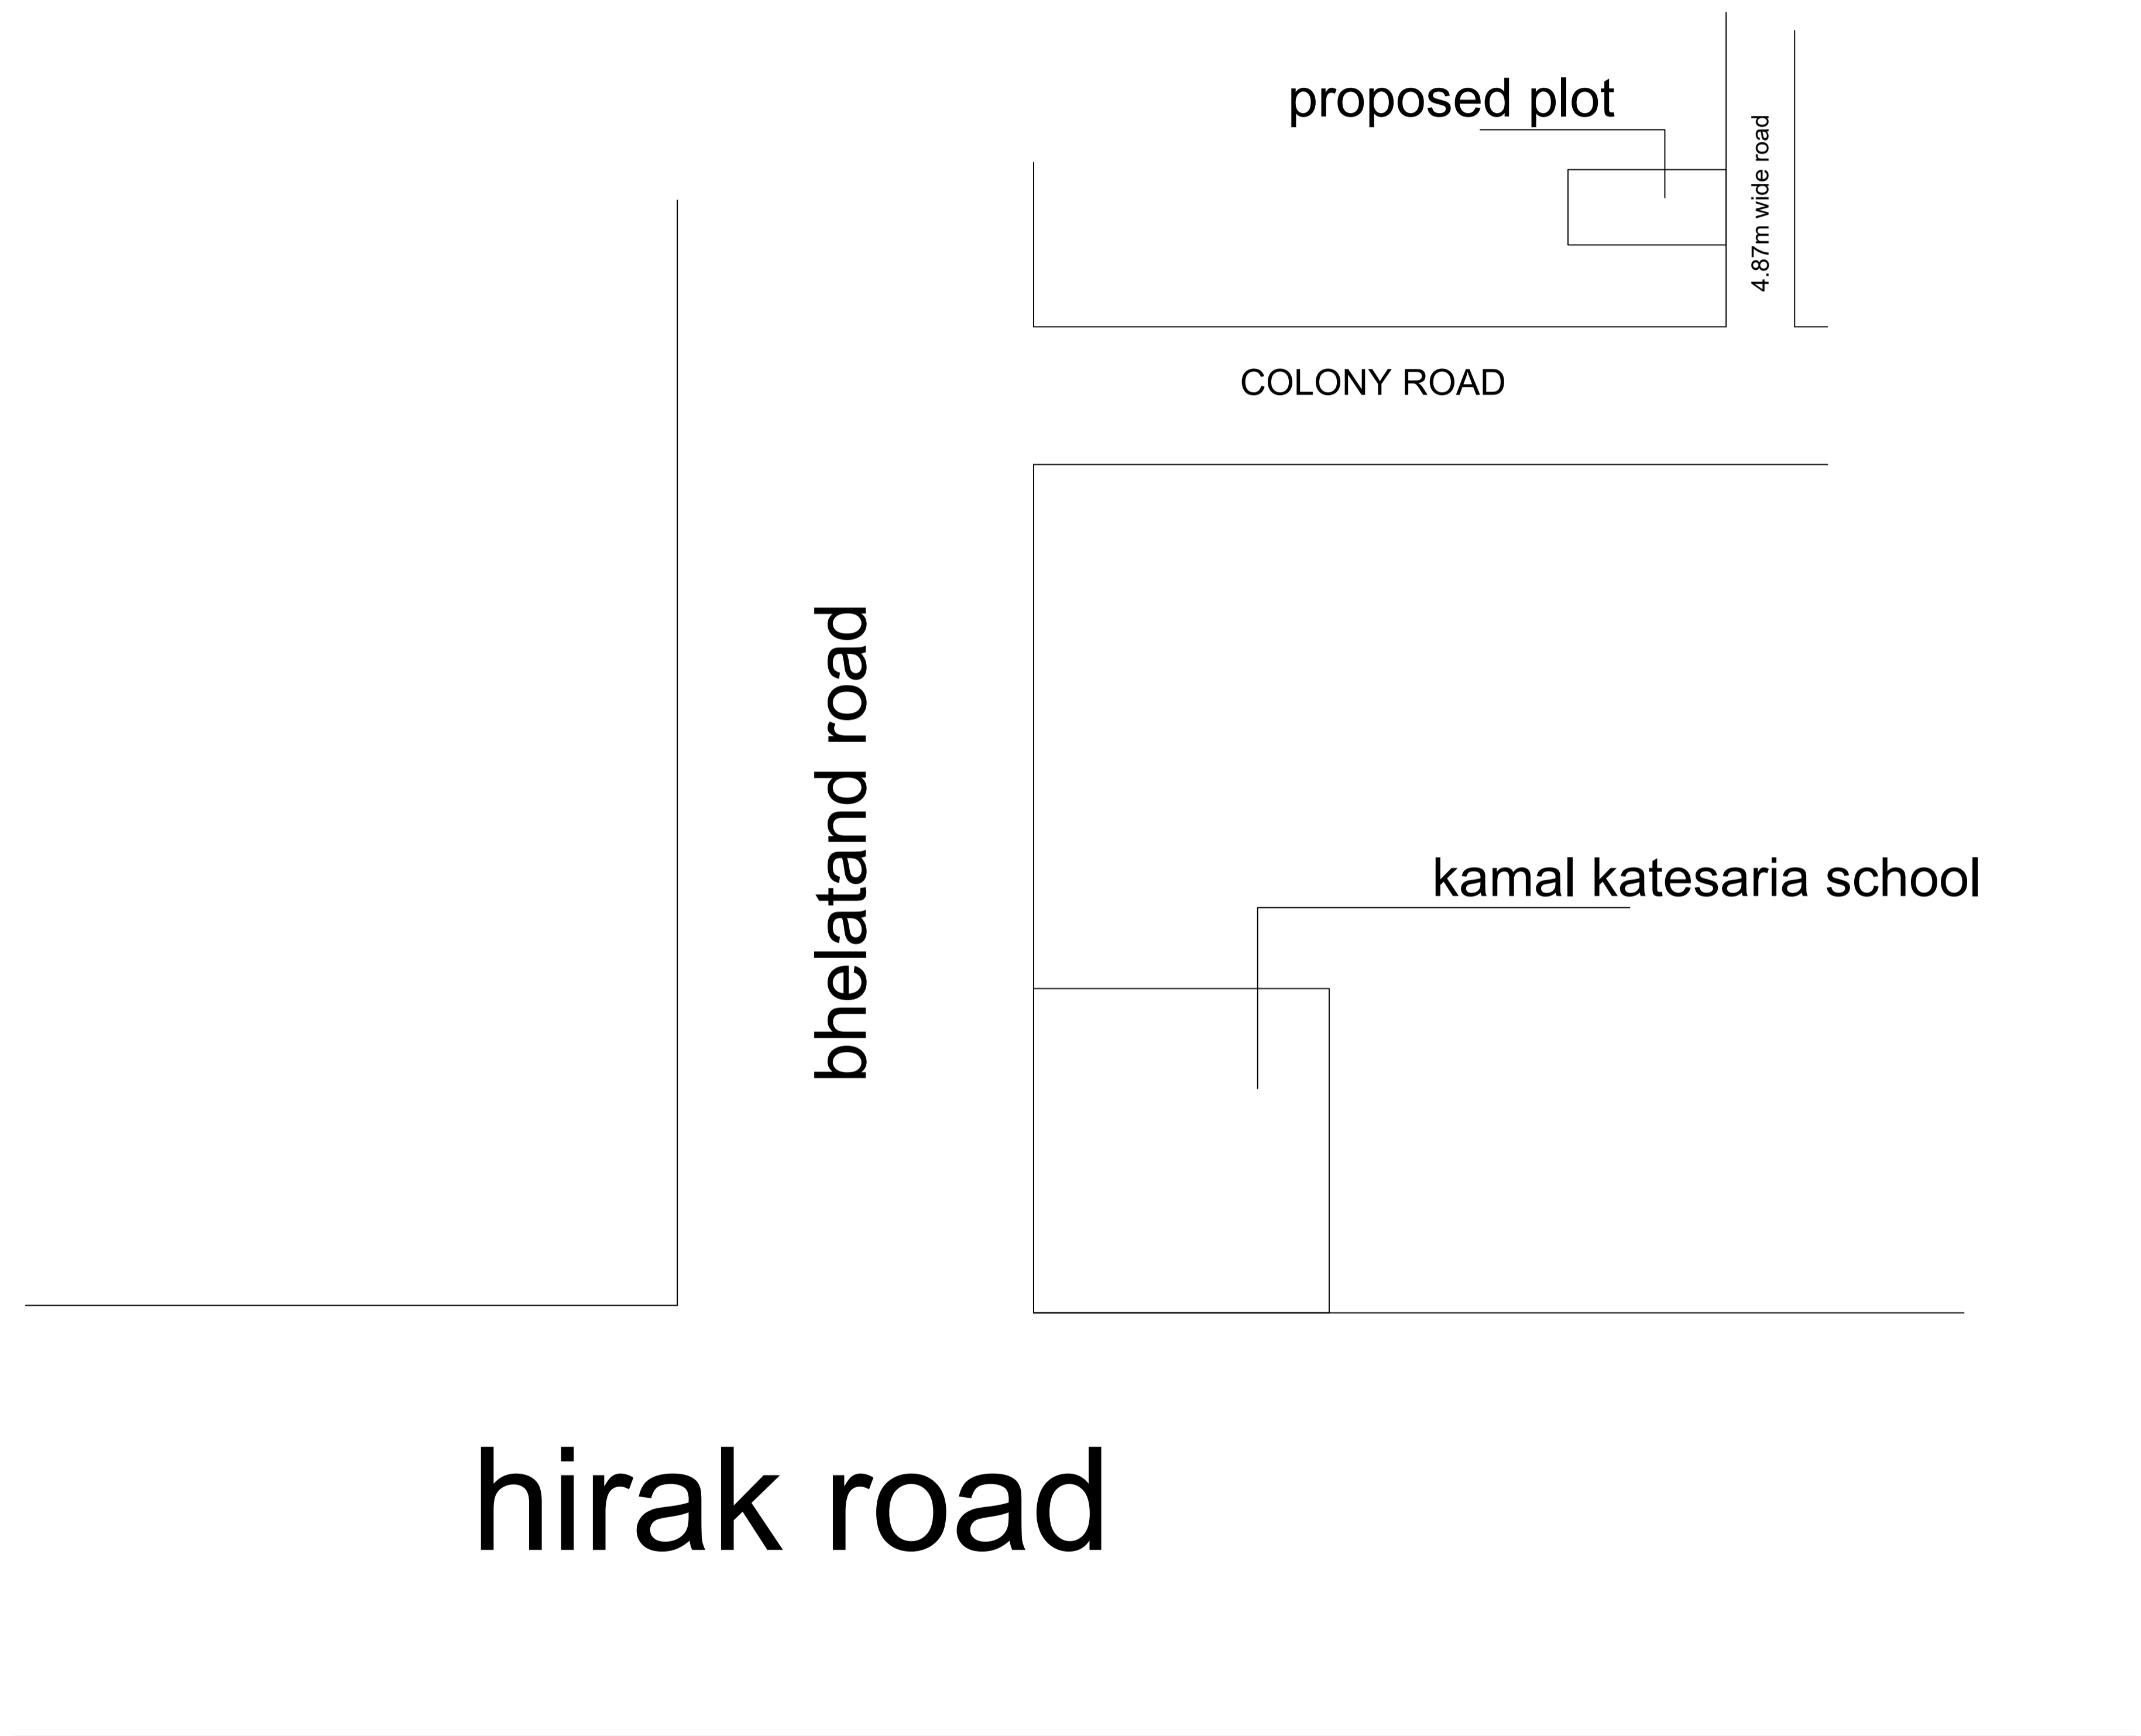 proposed plot
4.87m wide road
COLONY ROAD
bhelatand road
kamal katesaria school
hirak road